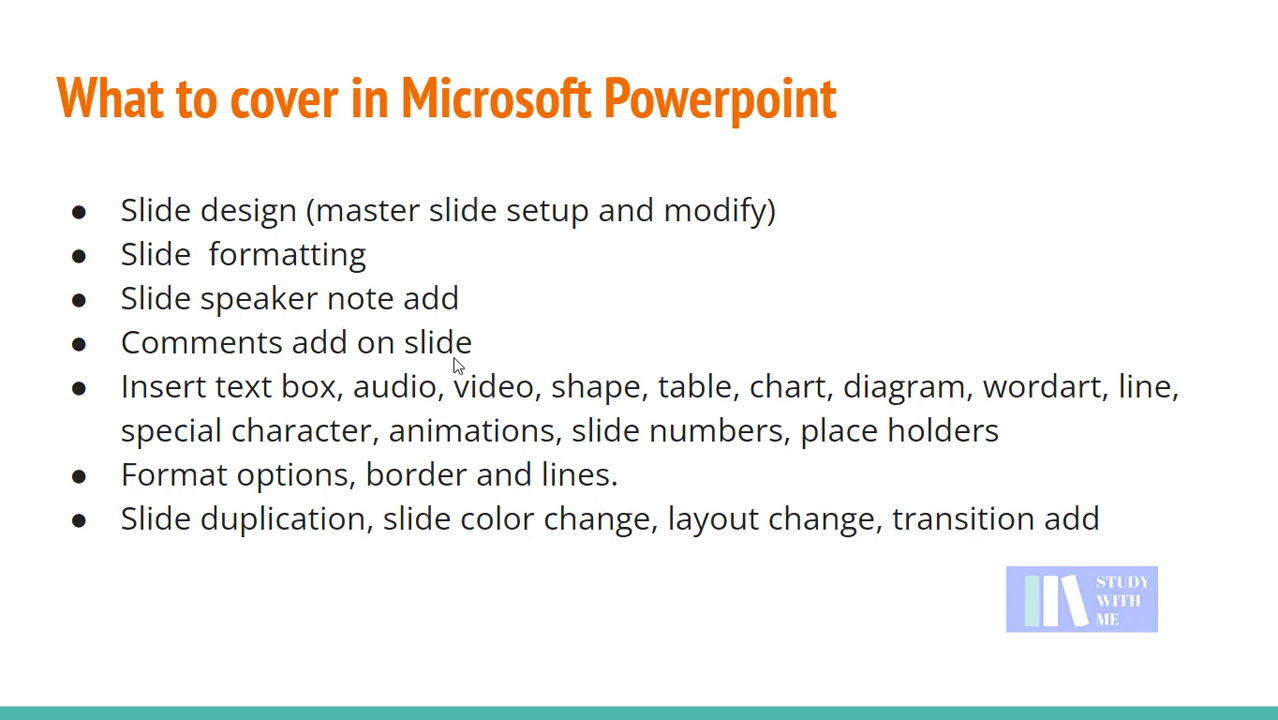 What to cover in Microsoft Powerpoint
● Slide design (master slide setup and modify)
● Slide  formatting
● Slide speaker note add
● Comments add on slide
● Insert text box, audio, video, shape, table, chart, diagram, wordart, line,
special character, animations, slide numbers, place holders
● Format options, border and lines.
● Slide duplication, slide color change, layout change, transition add
STUDY
WITH
ME